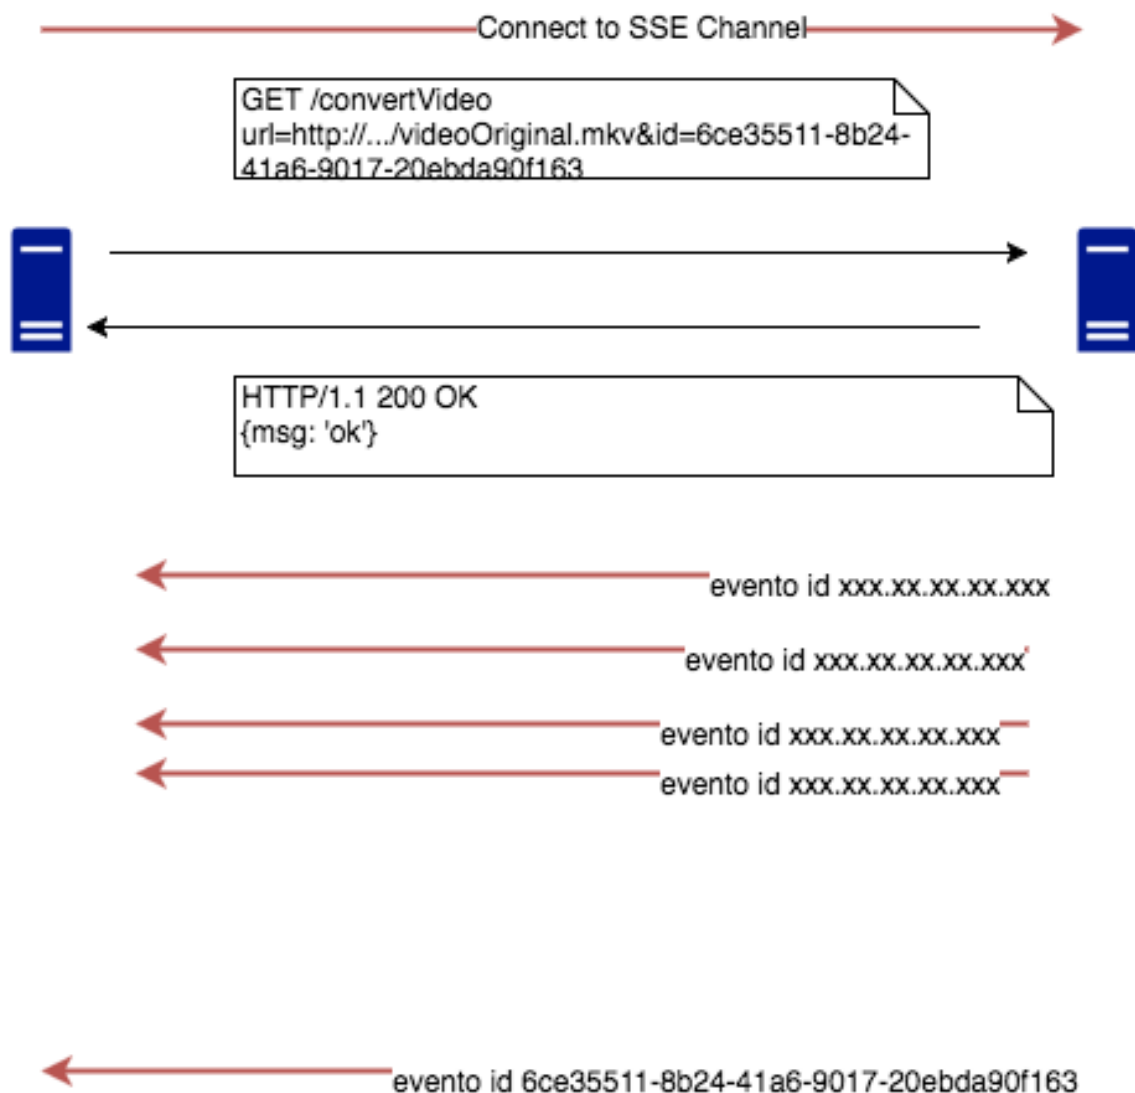 Connect to SSE Channel
GET /convertVideo
url=http://.../videoOriginal.mkv&id=6ce35511-8b24-
41a6-9017-20ebda90f163
HTTP/1.1 200 OK
{msg: 'ok'}
evento id xxx.xx.xx.xx.xxx
evento id xxx.xx.xx.xx.xxx
evento id xxx.xx.xx.xx.xxx
evento id xxx.xx.xx.xx.xxx
evento id 6ce35511-8b24-41a6-9017-20ebda90f163